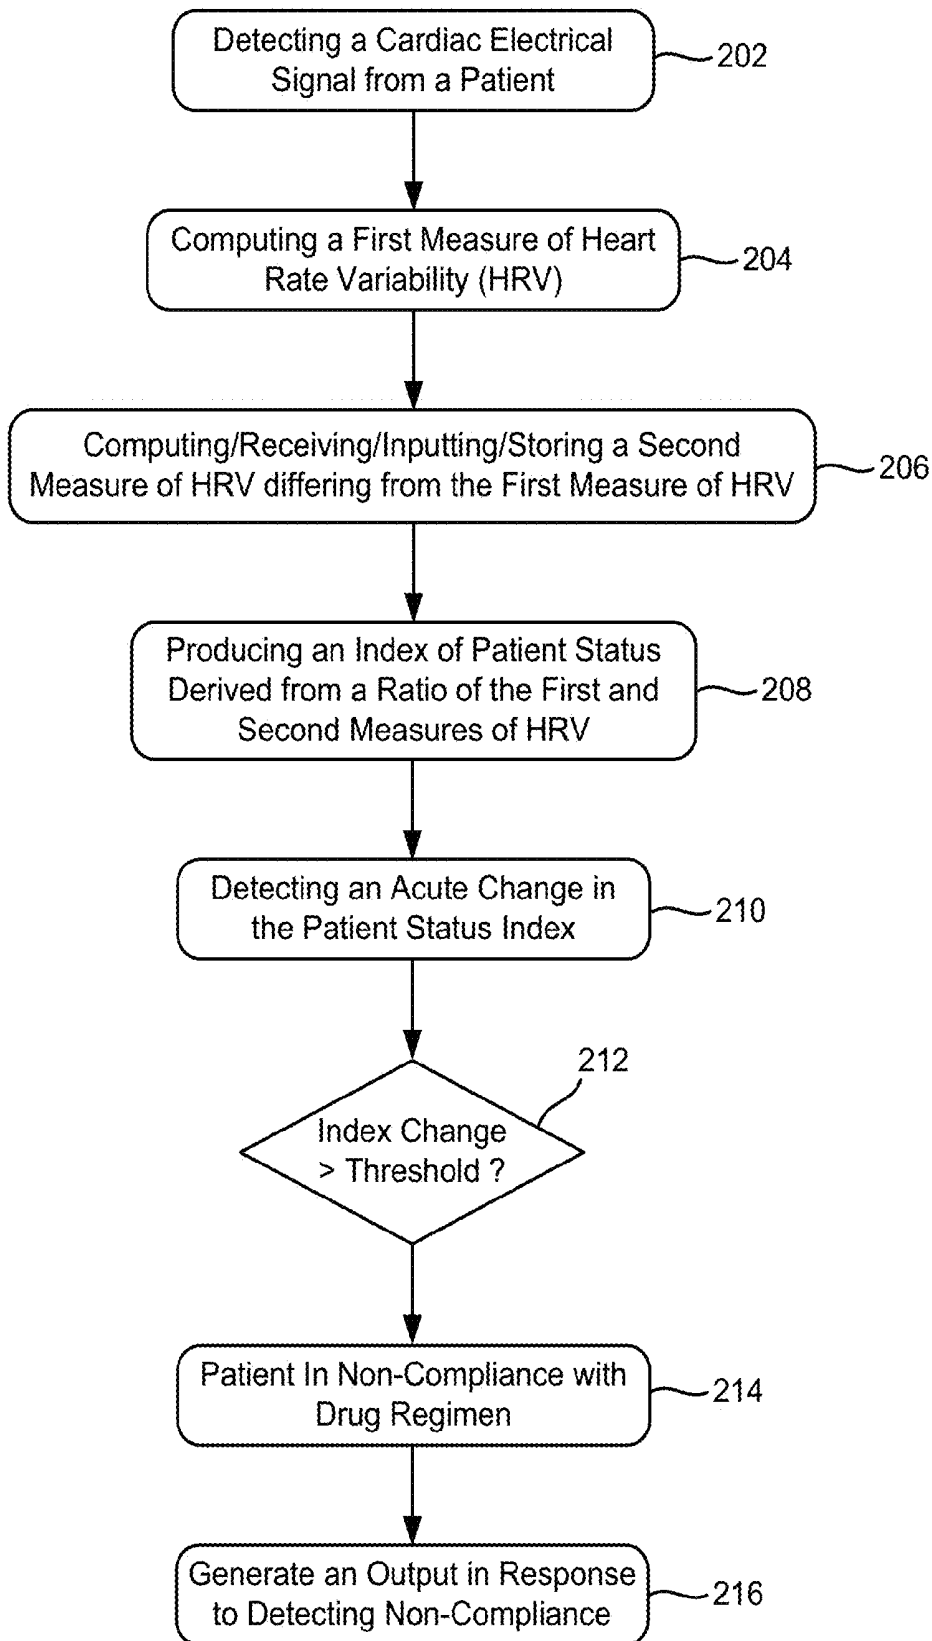 Detecting a Cardiac Electrical
Signal from a Patient
202
Computing a First Measure of Heart
Rate Variability (HRV)
204
Computing/Receiving/Inputting/Storing a Second
Measure of HRV differing from the First Measure of HRV
206
Producing an Index of Patient Status
Derived from a Ratio of the First and
Second Measures of HRV
208
Detecting an Acute Change in
the Patient Status Index
210
212
Index Change
> Threshold ?
Patient In Non-Compliance with
Drug Regimen
214
Generate an Output in Response
to Detecting Non-Compliance
216